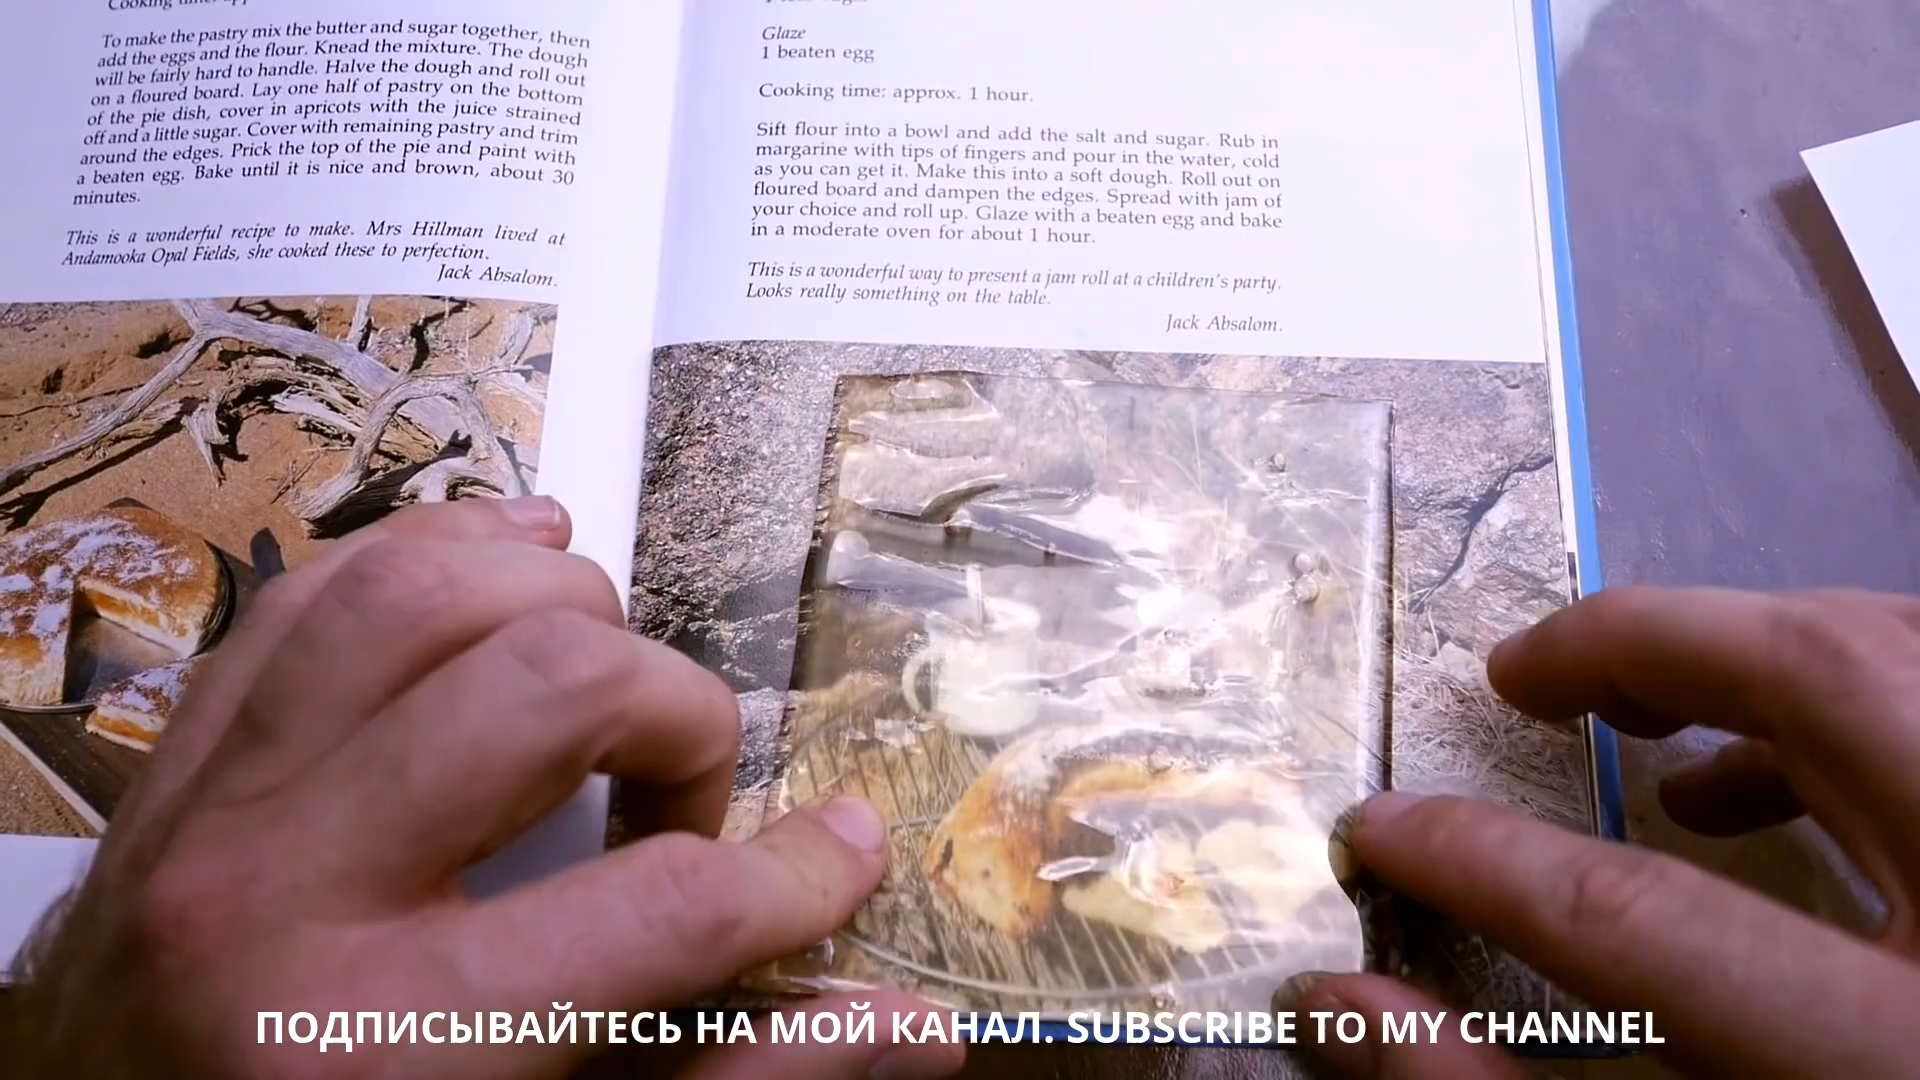 To make the pastry mix the butter and sugar together, then
add the eggs and the flour. Knead the mixture. The dough
will be fairly hard to handle. Halve the dough and roll out
on a floured board. Lay one half of pastry on the bottom
of the pie dish, cover in apricots with the juice strained
off and a little sugar. Cover with remaining pastry and trim
around the edges. Prick the top of the pie and paint with
a beaten egg. Bake until it is nice and brown, about 30
minutes.
This is a wonderful recipe to make. Mrs Hillman lived at
Andamooka Opal Fields, she cooked these to perfection.
Jack Absalom.
Glaze
1 beaten egg
Cooking time: approx. 1 hour.
Sift flour into a bowl and add the salt and sugar. Rub in
margarine with tips of fingers and pour in the water, cold
as you can get it. Make this into a soft dough. Roll out on
floured board and dampen the edges. Spread with jam of
your choice and roll up. Glaze with a beaten egg and bake
in a moderate oven for about 1 hour.
This is a wonderful way to present a jam roll at a children's party.
Looks really something on the table.
Jack Absalom.
ПОДПИСЫВАЙТЕСЬ НА МОЙ КАНАЛ. SUBSCRIBE TO MY CHANNEL